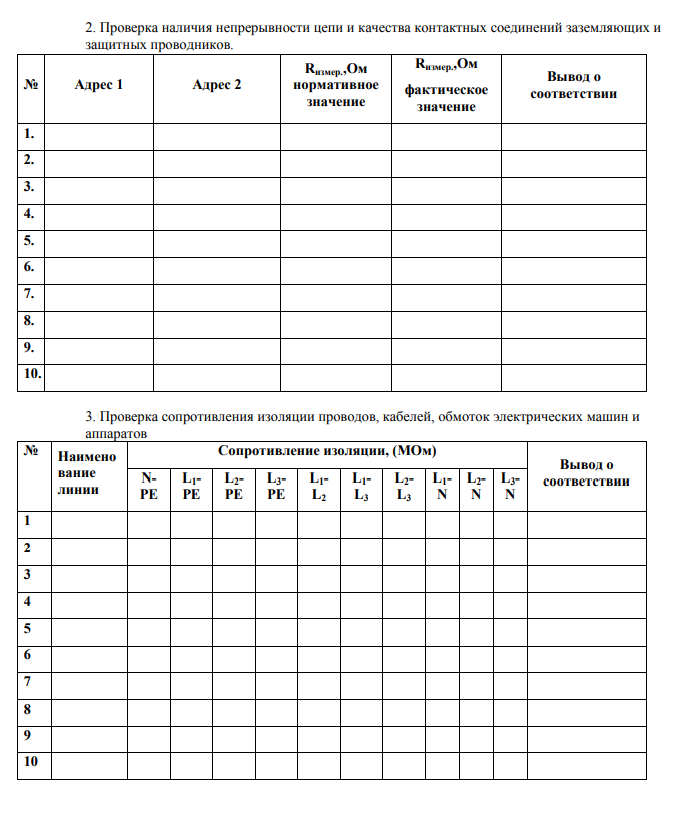 2. Проверка наличия непрерывности цепи и качества контактных соединений заземляющих и
защитных проводников.
№ Адрес 1 Адрес 2 Rизмер.,Ом нормативное значение Rизмер.,Ом фактическое значение Вывод о соответствии
1.
2.
3.
4.
5.
6.
7.
8.
9.
10.
3. Проверка сопротивления изоляции проводов, кабелей, обмоток электрических машин и
аппаратов
№ Наимено вание линии Сопротивление изоляции, (МОм) Вывод о соответствии
N= PE L1= PE L2= PE L3= PE L1= L2 L1= L3 L2= L3 L1= N L2= N L3= N
1
2
3
4
5
6
7
8
9
10